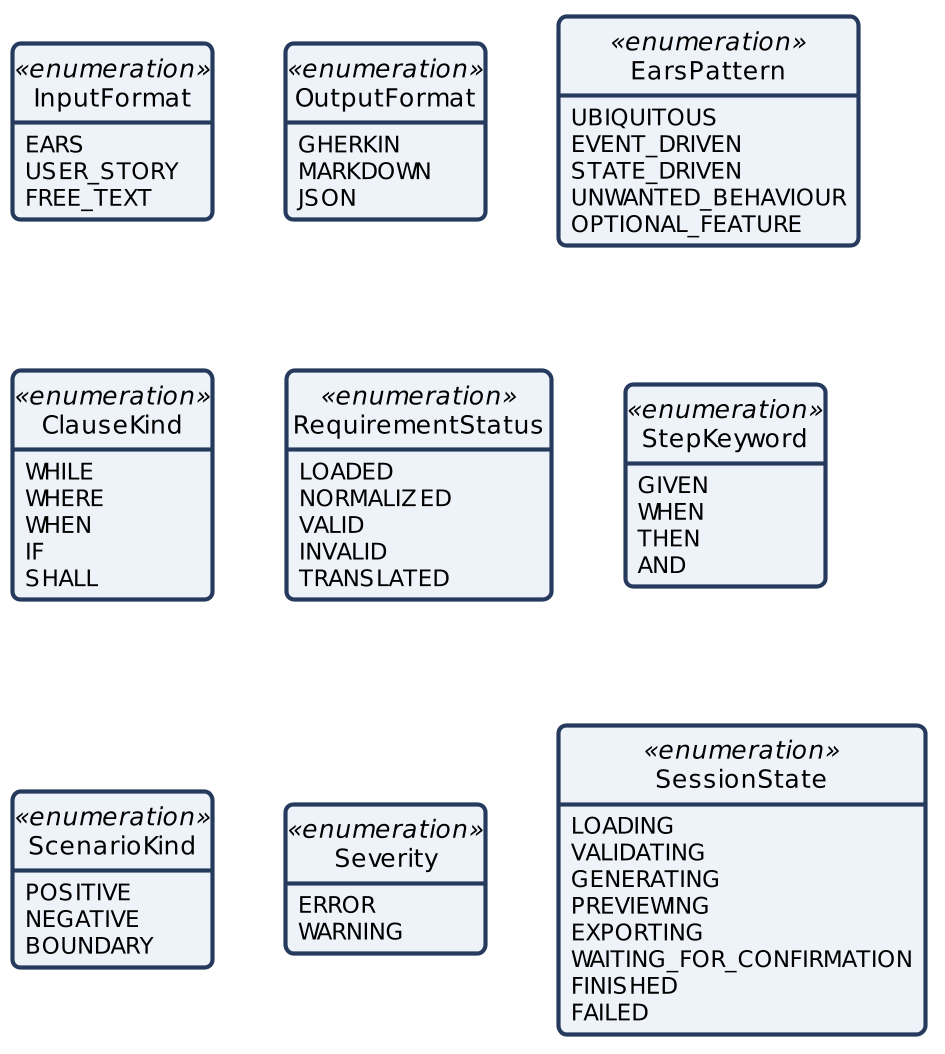 «enumeration»
InputFormat
EARS
USER_STORY
FREE_TEXT
«enumeration»
OutputFormat
GHERKIN
MARKDOWN
JSON
«enumeration»
EarsPattern
UBIQUITOUS
EVENT_DRIVEN
STATE_DRIVEN
UNWANTED_BEHAVIOUR
OPTIONAL_FEATURE
«enumeration»
ClauseKind
WHILE
WHERE
WHEN
IF
SHALL
«enumeration»
RequirementStatus
LOADED
NORMALIZED
VALID
INVALID
TRANSLATED
«enumeration»
StepKeyword
GIVEN
WHEN
THEN
AND
«enumeration»
ScenarioKind
POSITIVE
NEGATIVE
BOUNDARY
«enumeration»
Severity
ERROR
WARNING
«enumeration»
SessionState
LOADING
VALIDATING
GENERATING
PREVIEWING
EXPORTING
WAITING_FOR_CONFIRMATION
FINISHED
FAILED